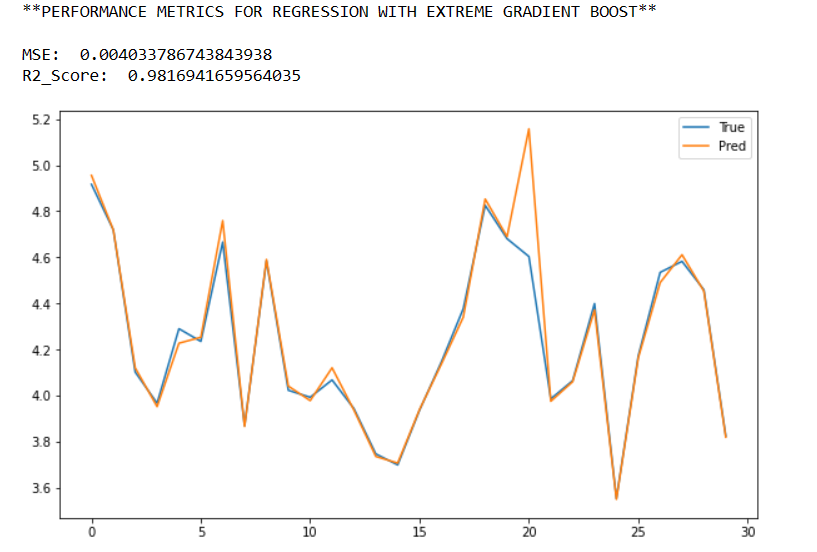 **PERFORMANCE METRICS FOR REGRESSION WITH EXTREME GRADIENT BOOST**
MSE:  0.004033786743843938
R2_Score:  0.9816941659564035
5.2
5.0
4.8
4.6
4.4
4.2
4.0
3.8
3.6
True
Pred
0 5 10 15 20 25 30